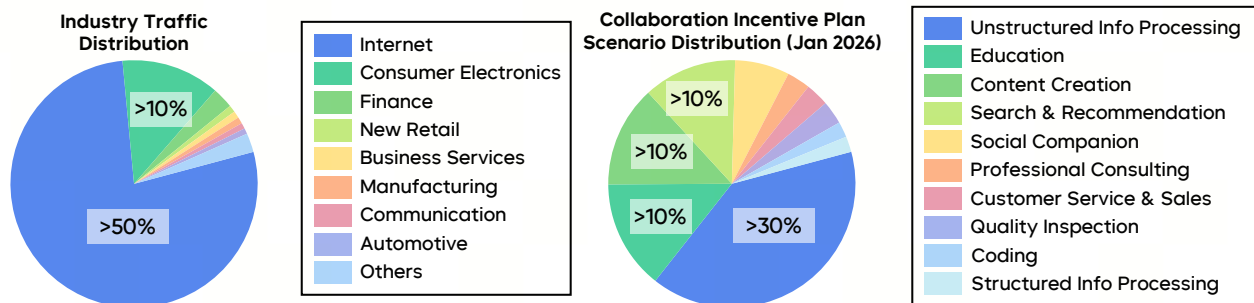 Industry Traffic
Distribution
>10%
>50%
Internet
Consumer Electronics
Finance
New Retail
Business Services
Manufacturing
Communication
Automotive
Others
Collaboration Incentive Plan
Scenario Distribution (Jan 2026)
>10%
>10%
>10%
>30%
Unstructured Info Processing
Education
Content Creation
Search & Recommendation
Social Companion
Professional Consulting
Customer Service & Sales
Quality Inspection
Coding
Structured Info Processing